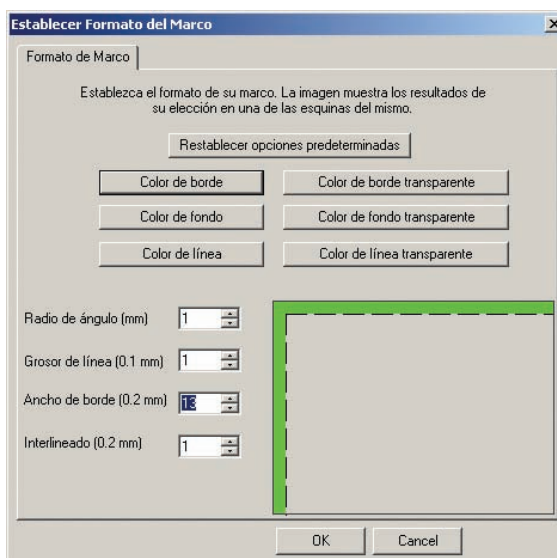 Establecer Formato del Marco
Formato de Marco
Establezca el formato de su marco. La imagen muestra los resultados de
su elección en una de las esquinas del mismo.
Restablecer opciones predeterminadas
Color de borde
Color de borde transparente
Color de fondo
Color de fondo transparente
Color de línea
Color de línea transparente
Radio de ángulo (mm) 1
Grosor de línea (0.1 mm) 1
Ancho de borde (0.2 mm) 13
Interlineado (0.2 mm) 1
OK
Cancel